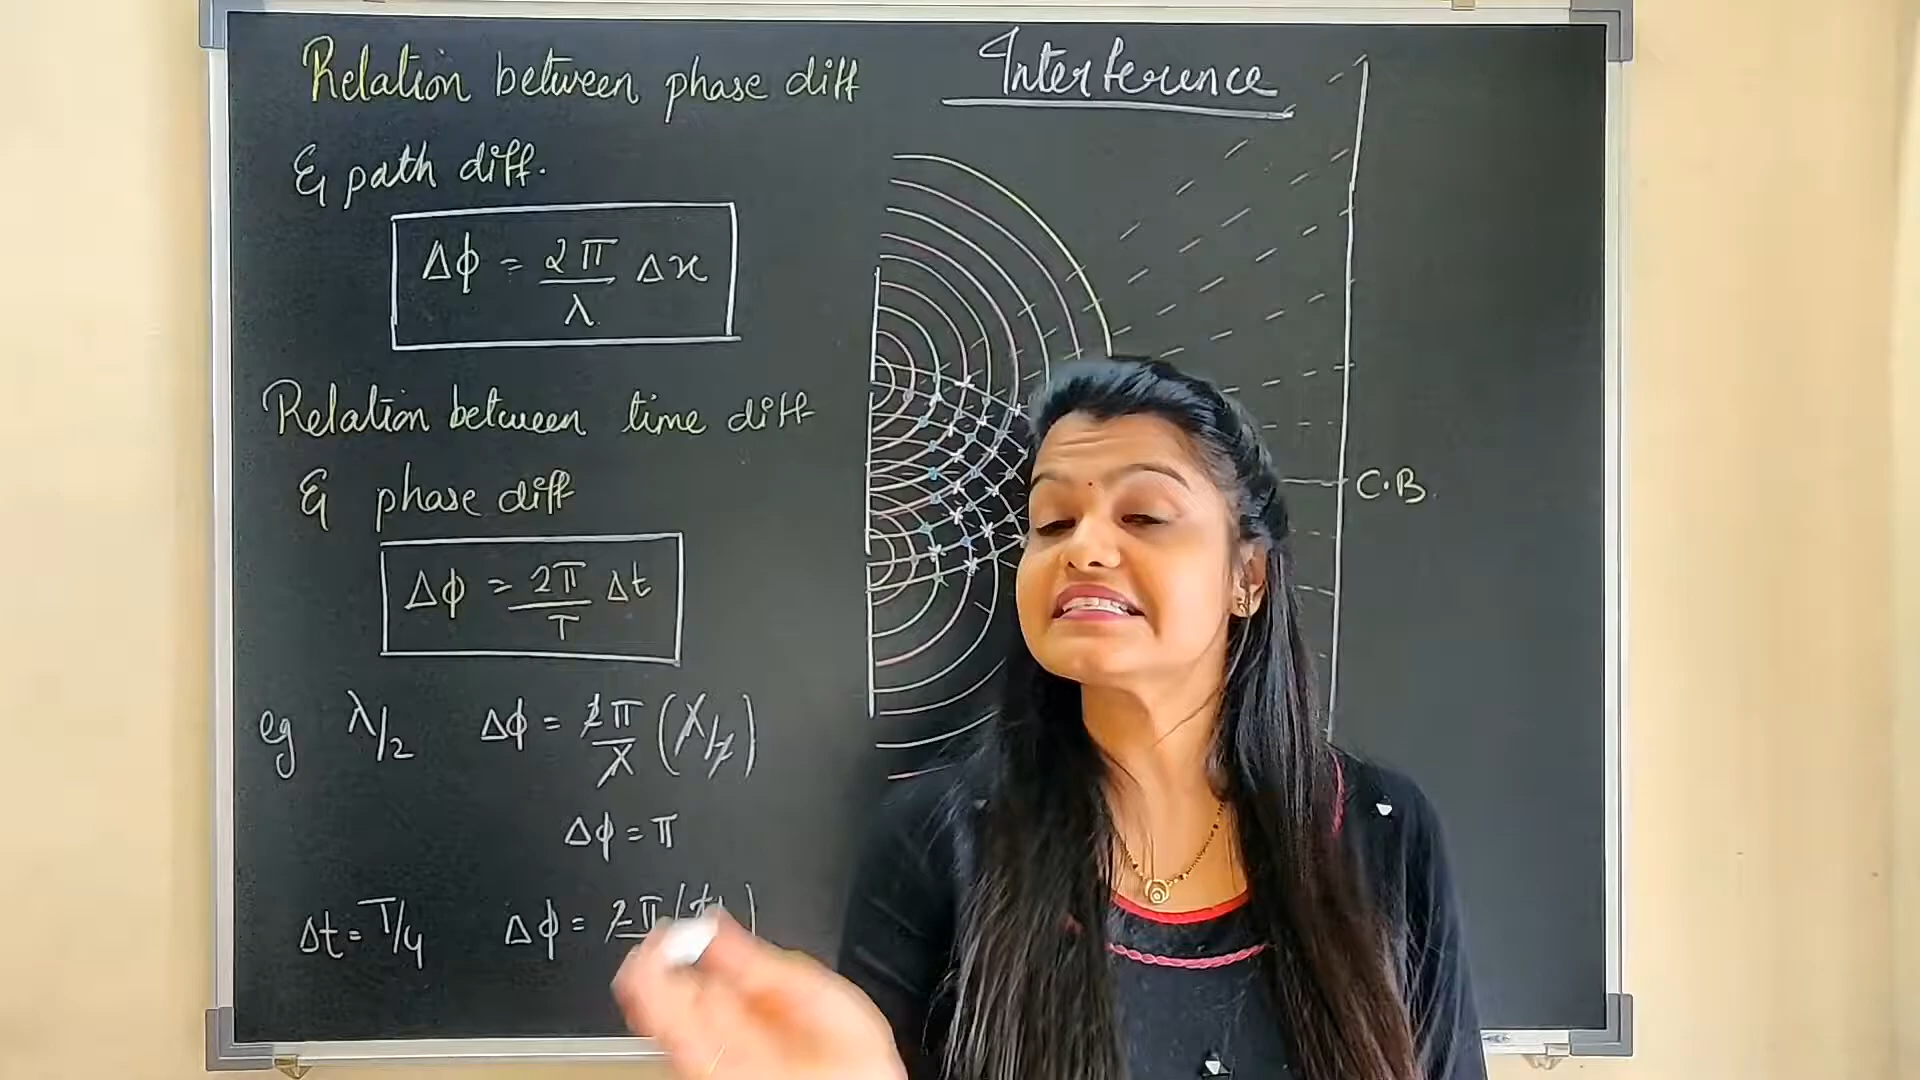 Relation between phase diff
& path diff.
Δφ = 2π/λ Δx
Relation between time diff
& phase diff
Δφ = 2π/T Δt
eg λ/2 Δφ = 2π/λ (λ/2)
Δφ = π
Δt = T/4 Δφ = 2π
Interference
C.B.